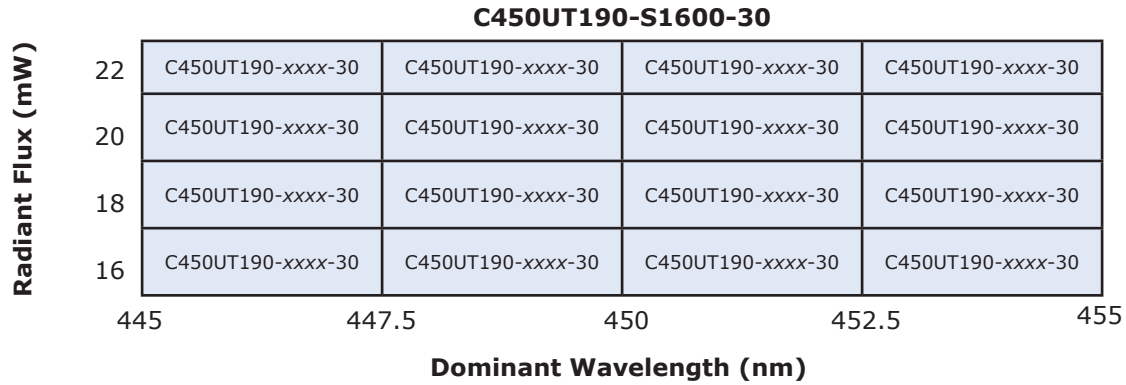 C450UT190-S1600-30
Radiant Flux (mW)
22 C450UT190-xxxx-30 C450UT190-xxxx-30 C450UT190-xxxx-30 C450UT190-xxxx-30
20 C450UT190-xxxx-30 C450UT190-xxxx-30 C450UT190-xxxx-30 C450UT190-xxxx-30
18 C450UT190-xxxx-30 C450UT190-xxxx-30 C450UT190-xxxx-30 C450UT190-xxxx-30
16 C450UT190-xxxx-30 C450UT190-xxxx-30 C450UT190-xxxx-30 C450UT190-xxxx-30
445 447.5 450 452.5 455
Dominant Wavelength (nm)